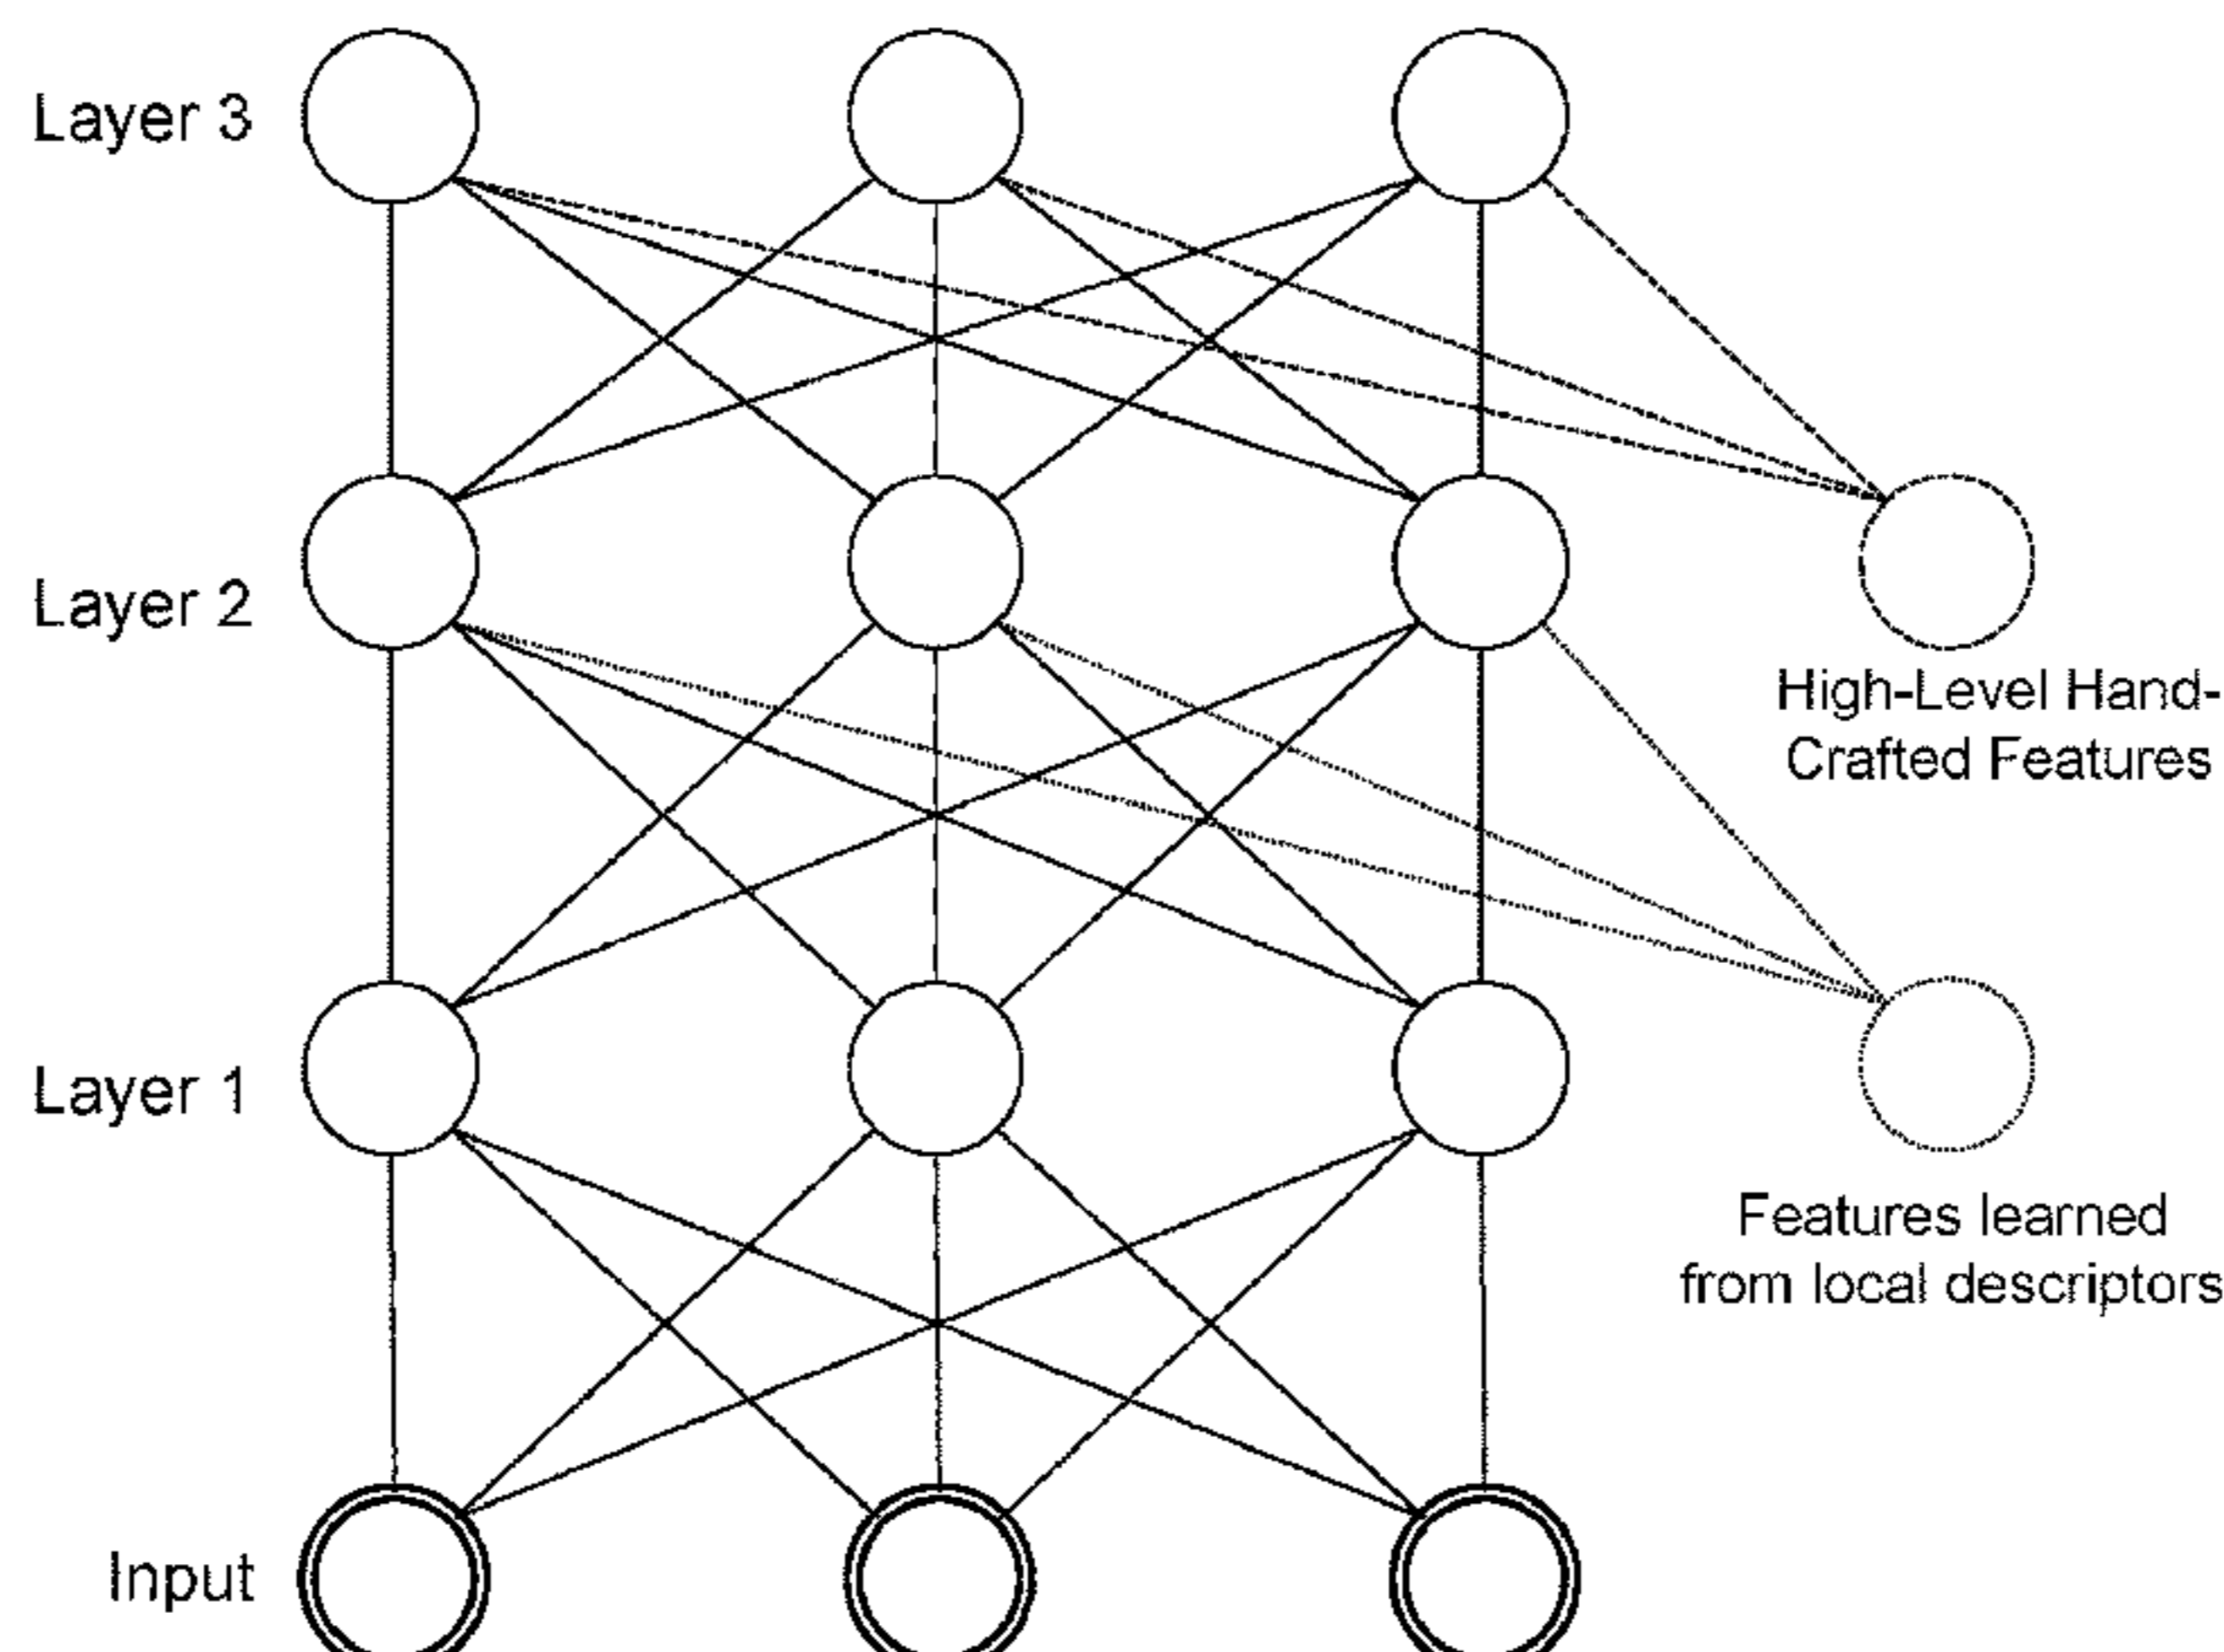 Layer 3
Layer 2
High-Level Hand-
Crafted Features
Layer 1
Features learned
from local descriptors
Input